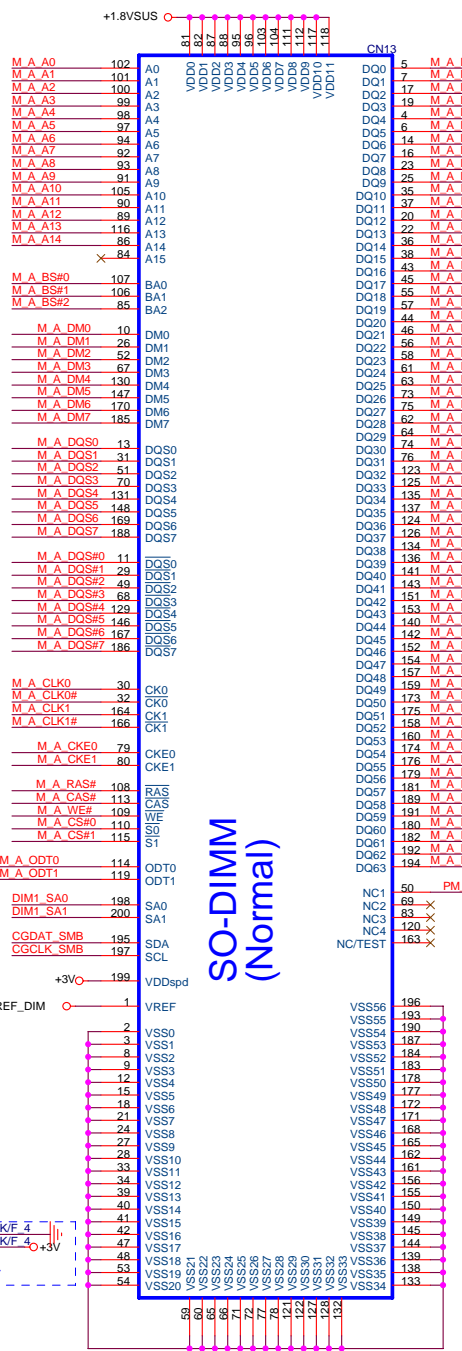 +1.8VSUS
81 82 87 88 95 96 103 104 111 112 117 118
CN13
VDD0 VDD1 VDD2 VDD3 VDD4 VDD5 VDD6 VDD7 VDD8 VDD9 VDD10 VDD11
M_A_A0 102 A0 DQ0 5
M_A_A1 101 A1 DQ1 7
M_A_A2 100 A2 DQ2 17
M_A_A3 99 A3 DQ3 19
M_A_A4 98 A4 DQ4 4
M_A_A5 97 A5 DQ5 6
M_A_A6 94 A6 DQ6 14
M_A_A7 92 A7 DQ7 16
M_A_A8 93 A8 DQ8 23
M_A_A9 91 A9 DQ9 25
M_A_A10 105 A10 DQ10 35
M_A_A11 90 A11 DQ11 37
M_A_A12 89 A12 DQ12 20
M_A_A13 116 A13 DQ13 22
M_A_A14 86 A14 DQ14 36
84 A15 DQ15 38
DQ16 43
M_A_BS#0 107 BA0 DQ17 45
M_A_BS#1 106 BA1 DQ18 55
M_A_BS#2 85 BA2 DQ19 57
DQ20 44
M_A_DM0 10 DM0 DQ21 46
M_A_DM1 26 DM1 DQ22 56
M_A_DM2 52 DM2 DQ23 58
M_A_DM3 67 DM3 DQ24 61
M_A_DM4 130 DM4 DQ25 63
M_A_DM5 147 DM5 DQ26 73
M_A_DM6 170 DM6 DQ27 75
M_A_DM7 185 DM7 DQ28 62
DQ29 64
M_A_DQS0 13 DQS0 DQ30 74
M_A_DQS1 31 DQS1 DQ31 76
M_A_DQS2 51 DQS2 DQ32 123
M_A_DQS3 70 DQS3 DQ33 125
M_A_DQS4 131 DQS4 DQ34 135
M_A_DQS5 148 DQS5 DQ35 137
M_A_DQS6 169 DQS6 DQ36 124
M_A_DQS7 188 DQS7 DQ37 126
DQ38 134
M_A_DQS#0 11 DQS0 DQ39 136
M_A_DQS#1 29 DQS1 DQ40 141
M_A_DQS#2 49 DQS2 DQ41 143
M_A_DQS#3 68 DQS3 DQ42 151
M_A_DQS#4 129 DQS4 DQ43 153
M_A_DQS#5 146 DQS5 DQ44 140
M_A_DQS#6 167 DQS6 DQ45 142
M_A_DQS#7 186 DQS7 DQ46 152
DQ47 154
DQ48 157
M_A_CLK0 30 CK0 DQ49 159
M_A_CLK0# 32 CK0 DQ50 173
M_A_CLK1 164 CK1 DQ51 175
M_A_CLK1# 166 CK1 DQ52 158
DQ53 160
M_A_CKE0 79 CKE0 DQ54 174
M_A_CKE1 80 CKE1 DQ55 176
DQ56 179
M_A_RAS# 108 RAS DQ57 181
M_A_CAS# 113 CAS DQ58 189
M_A_WE# 109 WE DQ59 191
M_A_CS#0 110 S0 DQ60 180
M_A_CS#1 115 S1 DQ61 182
DQ62 192
M_A_ODT0 114 ODT0 DQ63 194
M_A_ODT1 119 ODT1
NC1 50 PM
DIM1_SA0 198 SA0 NC2 69
DIM1_SA1 200 SA1 NC3 83
NC4 120
CGDAT_SMB 195 SDA NC/TEST 163
CGCLK_SMB 197 SCL
SO-DIMM
(Normal)
+3V 199 VDDspd
REF_DIM 1 VREF VSS56 196
VSS55 193
2 VSS0 VSS54 190
3 VSS1 VSS53 187
8 VSS2 VSS52 184
9 VSS3 VSS51 183
12 VSS4 VSS50 178
15 VSS5 VSS49 177
18 VSS6 VSS48 172
21 VSS7 VSS47 171
24 VSS8 VSS46 168
27 VSS9 VSS45 165
28 VSS10 VSS44 162
33 VSS11 VSS43 161
34 VSS12 VSS42 156
39 VSS13 VSS41 155
40 VSS14 VSS40 150
41 VSS15 VSS39 149
K/F_4 42 VSS16 VSS38 145
K/F_4 +3V 47 VSS17 VSS37 144
48 VSS18 VSS36 139
53 VSS19 VSS35 138
54 VSS20 VSS34 133
VSS21 VSS22 VSS23 VSS24 VSS25 VSS26 VSS27 VSS28 VSS29 VSS30 VSS31 VSS32 VSS33
59 60 65 66 71 72 77 78 121 122 127 128 132